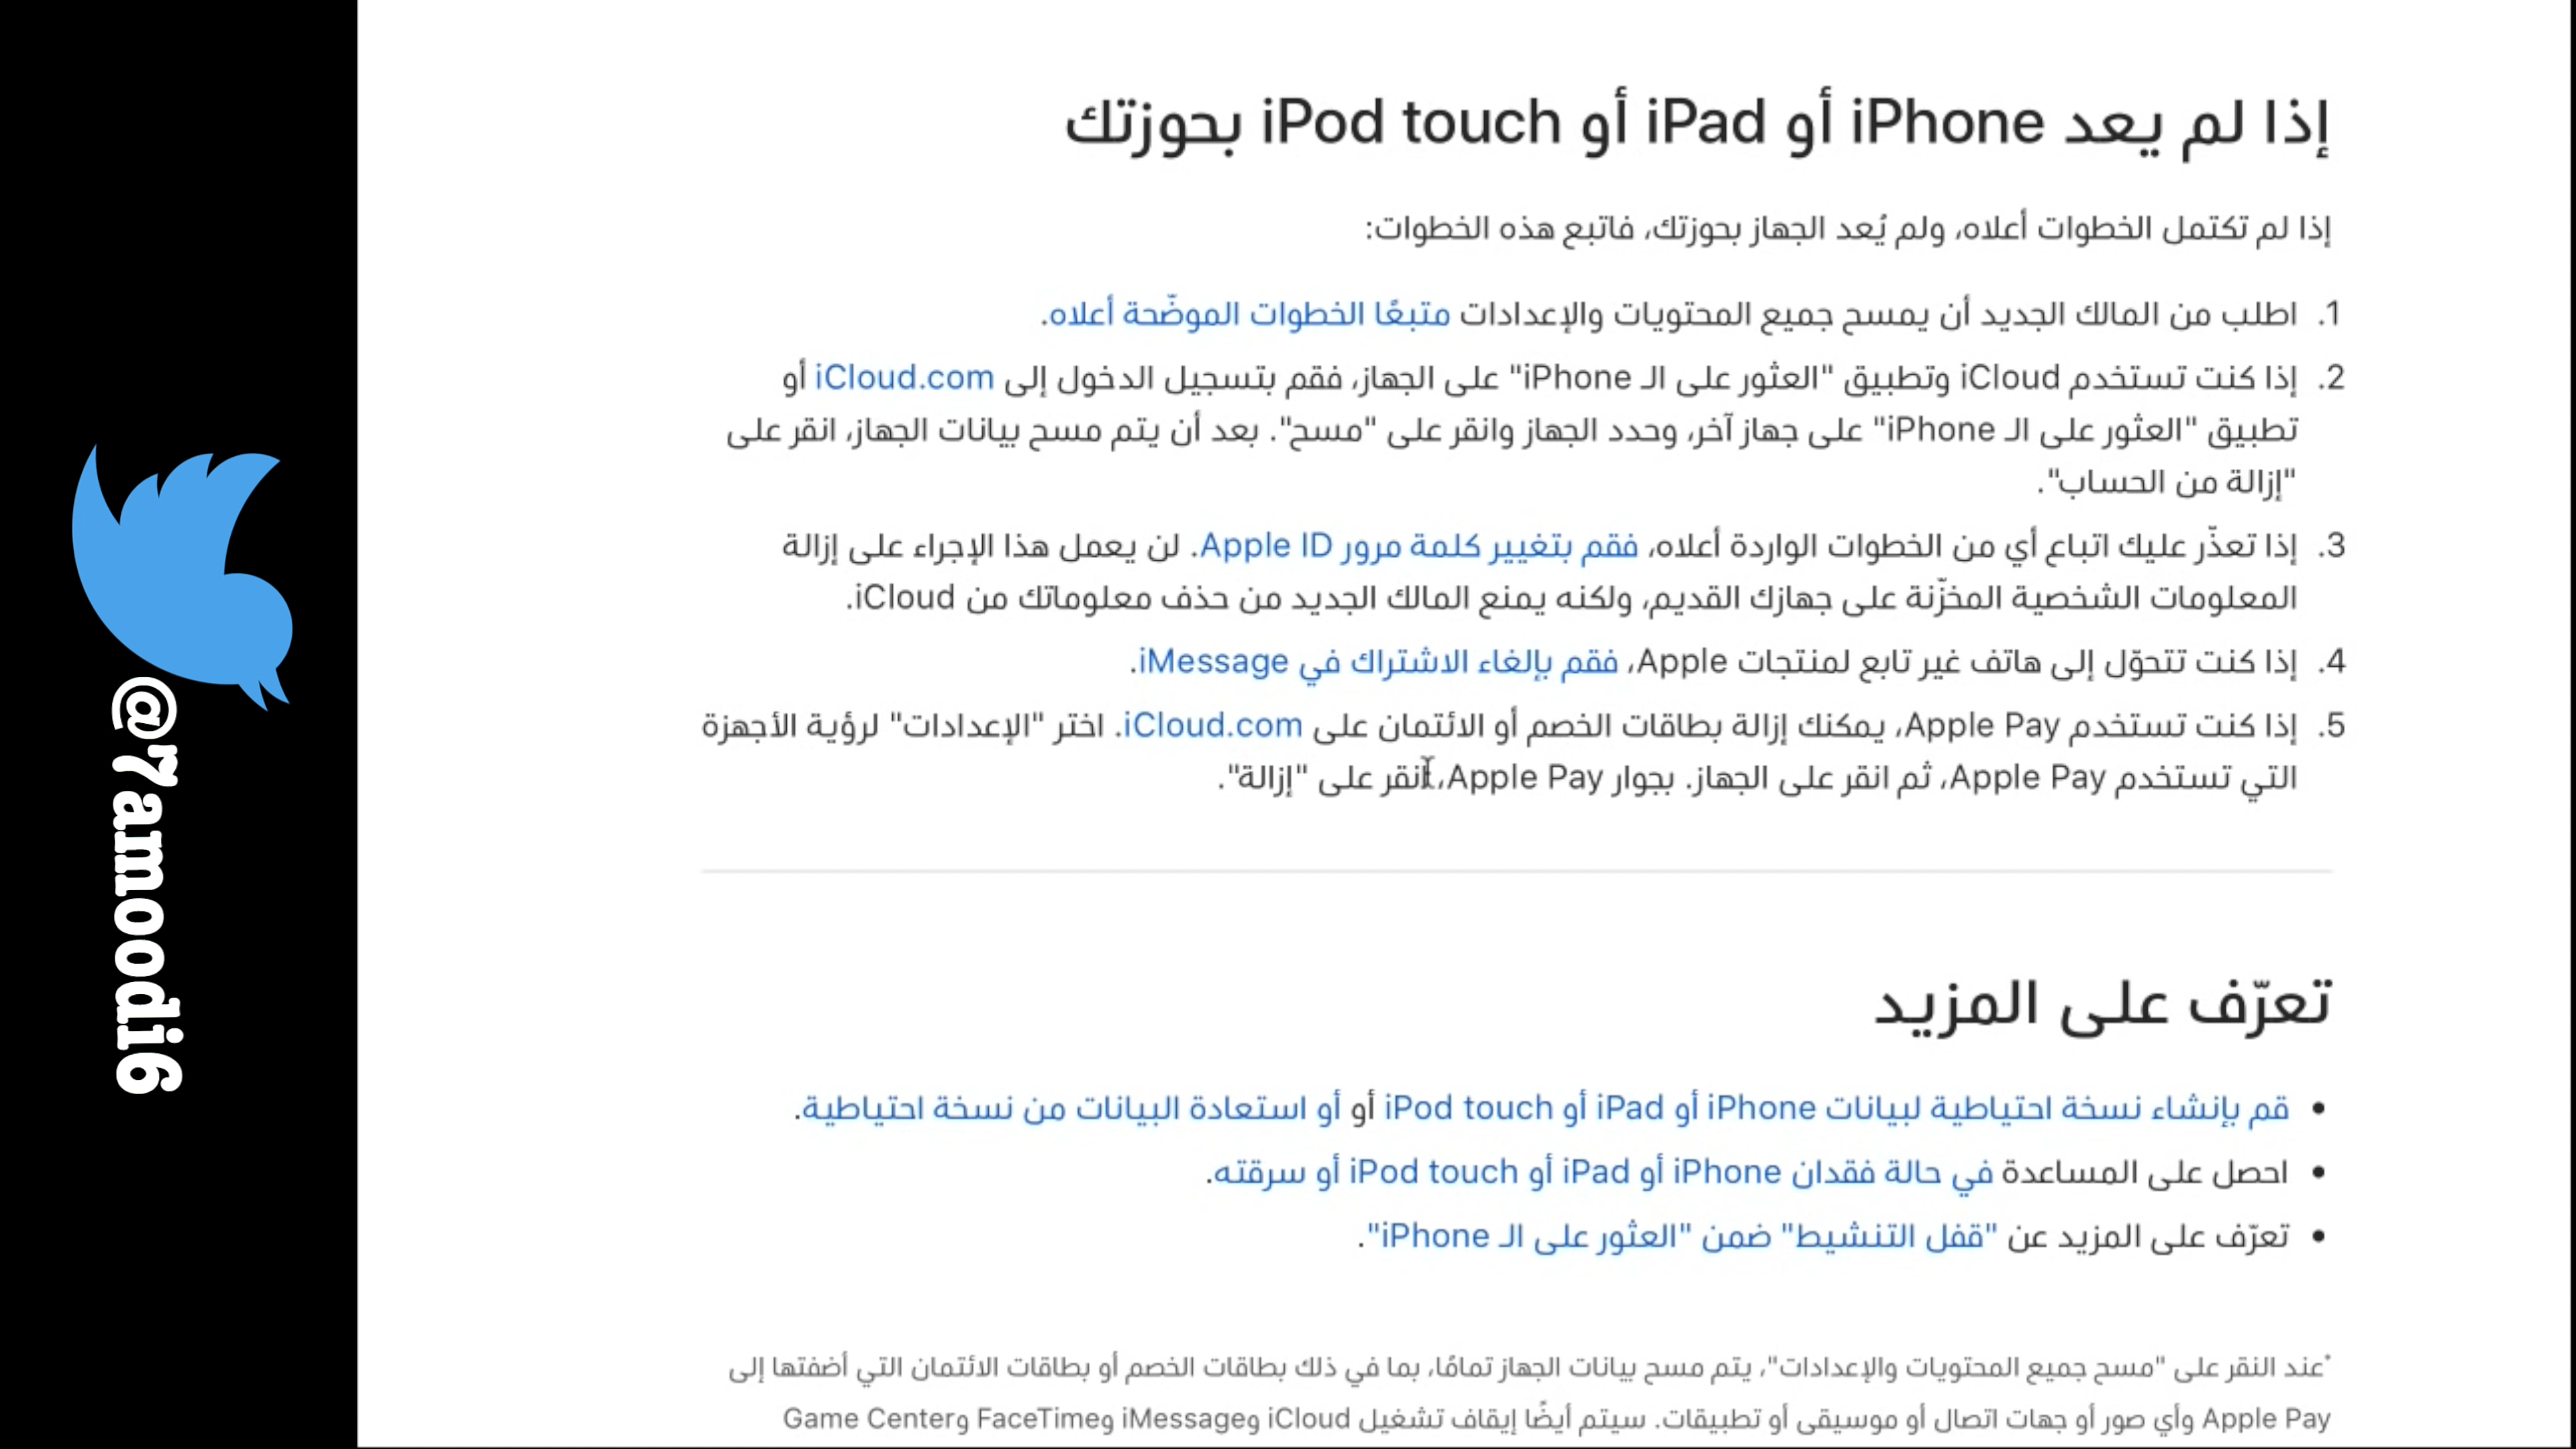 إذا لم يعد iPhone أو iPad أو iPod touch بحوزتك
إذا لم تكتمل الخطوات أعلاه، ولم يُعد الجهاز بحوزتك، فاتبع هذه الخطوات:
1. اطلب من المالك الجديد أن يمسح جميع المحتويات والإعدادات متبعًا الخطوات الموضّحة أعلاه.
2. إذا كنت تستخدم iCloud وتطبيق "العثور على الـ iPhone" على الجهاز، فقم بتسجيل الدخول إلى iCloud.com أو
تطبيق "العثور على الـ iPhone" على جهاز آخر، وحدد الجهاز وانقر على "مسح". بعد أن يتم مسح بيانات الجهاز، انقر على
"إزالة من الحساب".
3. إذا تعذّر عليك اتباع أي من الخطوات الواردة أعلاه، فقم بتغيير كلمة مرور Apple ID. لن يعمل هذا الإجراء على إزالة
المعلومات الشخصية المخزّنة على جهازك القديم، ولكنه يمنع المالك الجديد من حذف معلوماتك من iCloud.
4. إذا كنت تتحوّل إلى هاتف غير تابع لمنتجات Apple، فقم بإلغاء الاشتراك في iMessage.
5. إذا كنت تستخدم Apple Pay، يمكنك إزالة بطاقات الخصم أو الائتمان على iCloud.com. اختر "الإعدادات" لرؤية الأجهزة
التي تستخدم Apple Pay، ثم انقر على الجهاز. بجوار Apple Pay، انقر على "إزالة".
تعرّف على المزيد
• قم بإنشاء نسخة احتياطية لبيانات iPhone أو iPad أو iPod touch أو أو استعادة البيانات من نسخة احتياطية.
• احصل على المساعدة في حالة فقدان iPhone أو iPad أو iPod touch أو سرقته.
• تعرّف على المزيد عن "قفل التنشيط" ضمن "العثور على الـ iPhone".
*عند النقر على "مسح جميع المحتويات والإعدادات"، يتم مسح بيانات الجهاز تمامًا، بما في ذلك بطاقات الخصم أو بطاقات الائتمان التي أضفتها إلى
Apple Pay وأي صور أو جهات اتصال أو موسيقى أو تطبيقات. سيتم أيضًا إيقاف تشغيل iCloud وiMessage وFaceTime وGame Center
@7amoodi6